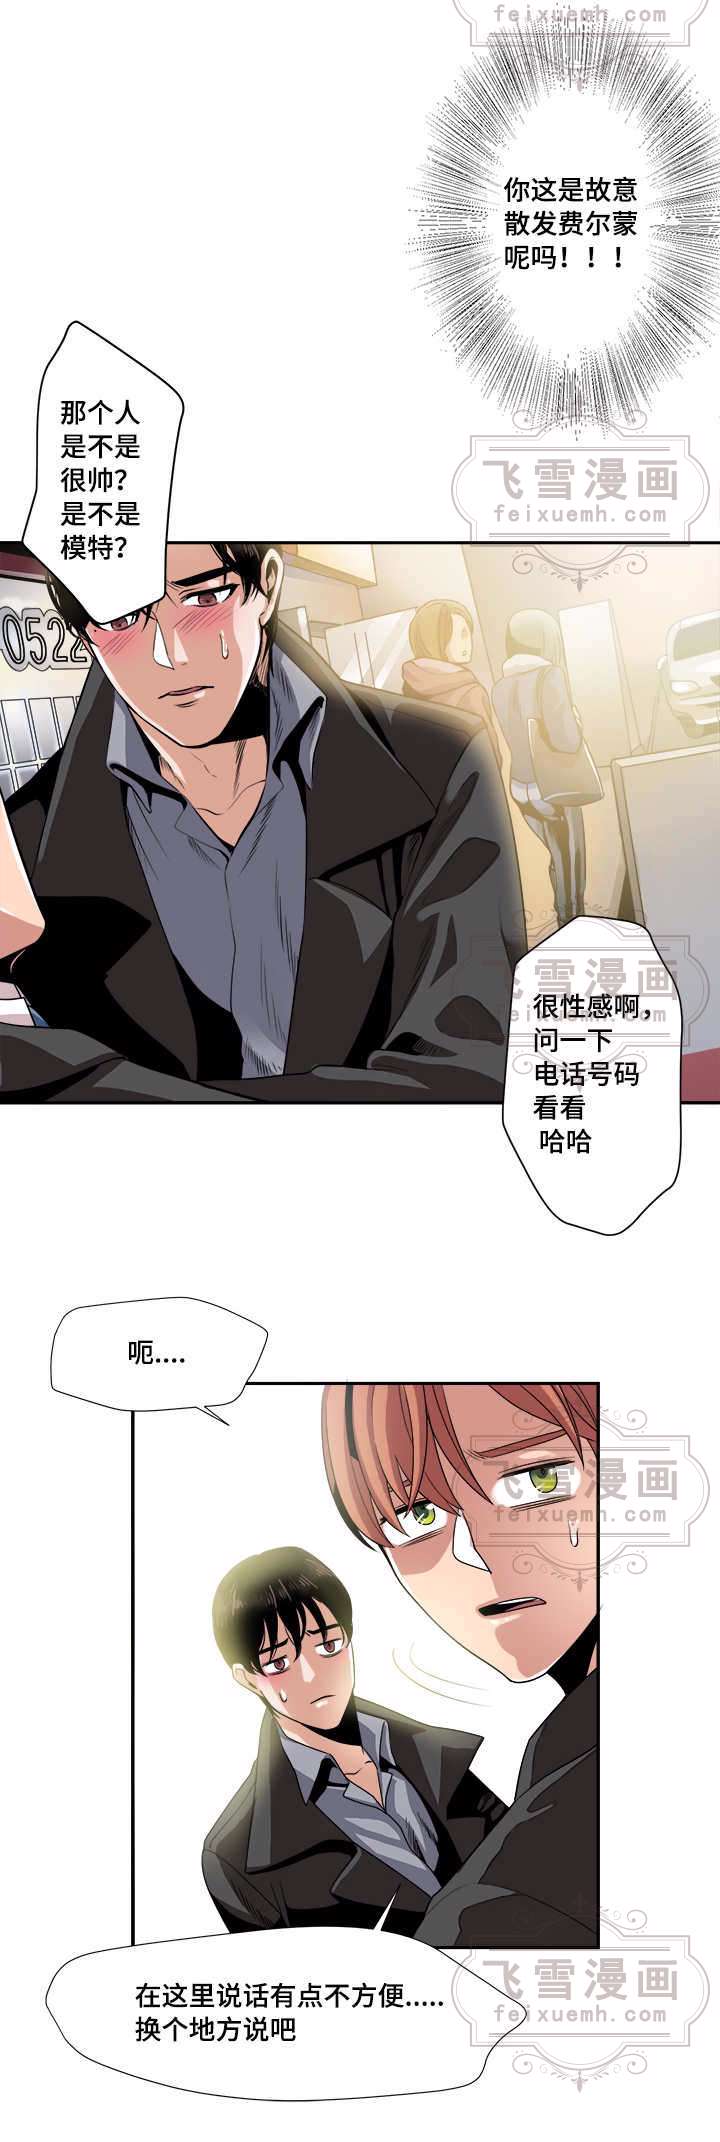 feixuemh.com
你这是故意
散发费尔蒙
呢吗！！！
那个人
是不是
很帅？
是不是
模特？
飞雪漫画
feixuemh.com
0522
飞雪漫画
很性感啊，
问一下
电话号码
看看
哈哈
呃....
飞雪漫画
feixuemh.com
飞雪漫画
feixuemh.com
在这里说话有点不方便.....
换个地方说吧